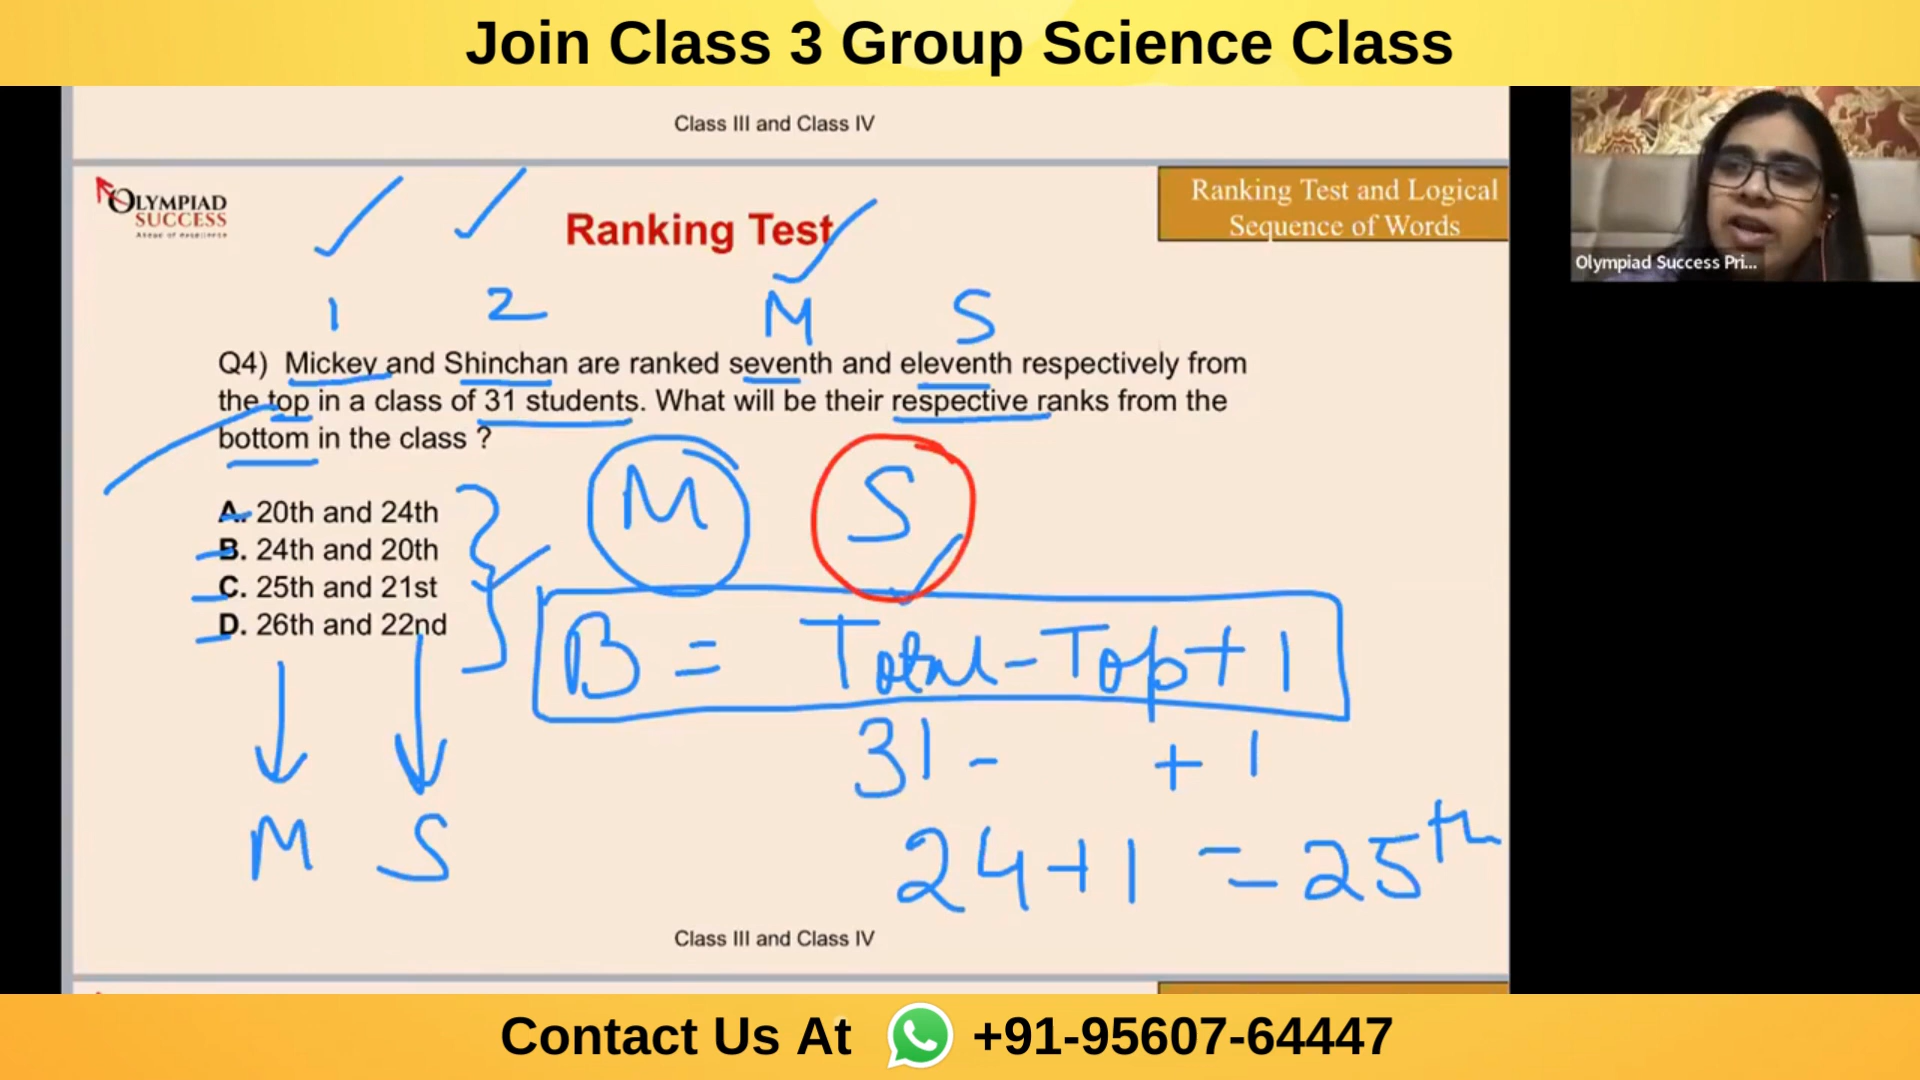 Join Class 3 Group Science Class
Class III and Class IV
OLYMPIAD
SUCCESS
Ahead of excellence
Ranking Test
Ranking Test and Logical
Sequence of Words
Olympiad Success Pri...
1 2 M S
Q4) Mickey and Shinchan are ranked seventh and eleventh respectively from
the top in a class of 31 students. What will be their respective ranks from the
bottom in the class ?
M S
A. 20th and 24th
B. 24th and 20th
C. 25th and 21st
D. 26th and 22nd
B = Total - Top + 1
31 - + 1
M S
24 + 1 = 25th
Class III and Class IV
Contact Us At +91-95607-64447